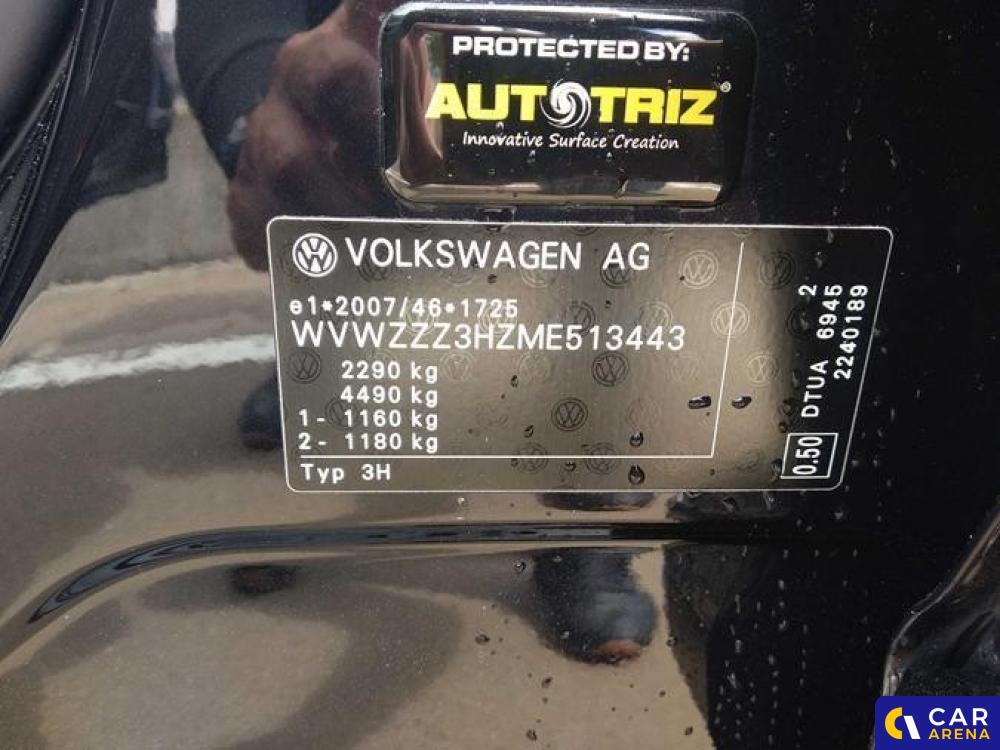 PROTECTED BY:
AUTOTRIZ®
Innovative Surface Creation
VOLKSWAGEN AG
e1*2007/46*1725
WVWZZZ3HZME513443
2290 kg
4490 kg
1- 1160 kg
2- 1180 kg
Typ 3H
2
DTUA 6945
2240189
0.50
CAR
ARENA